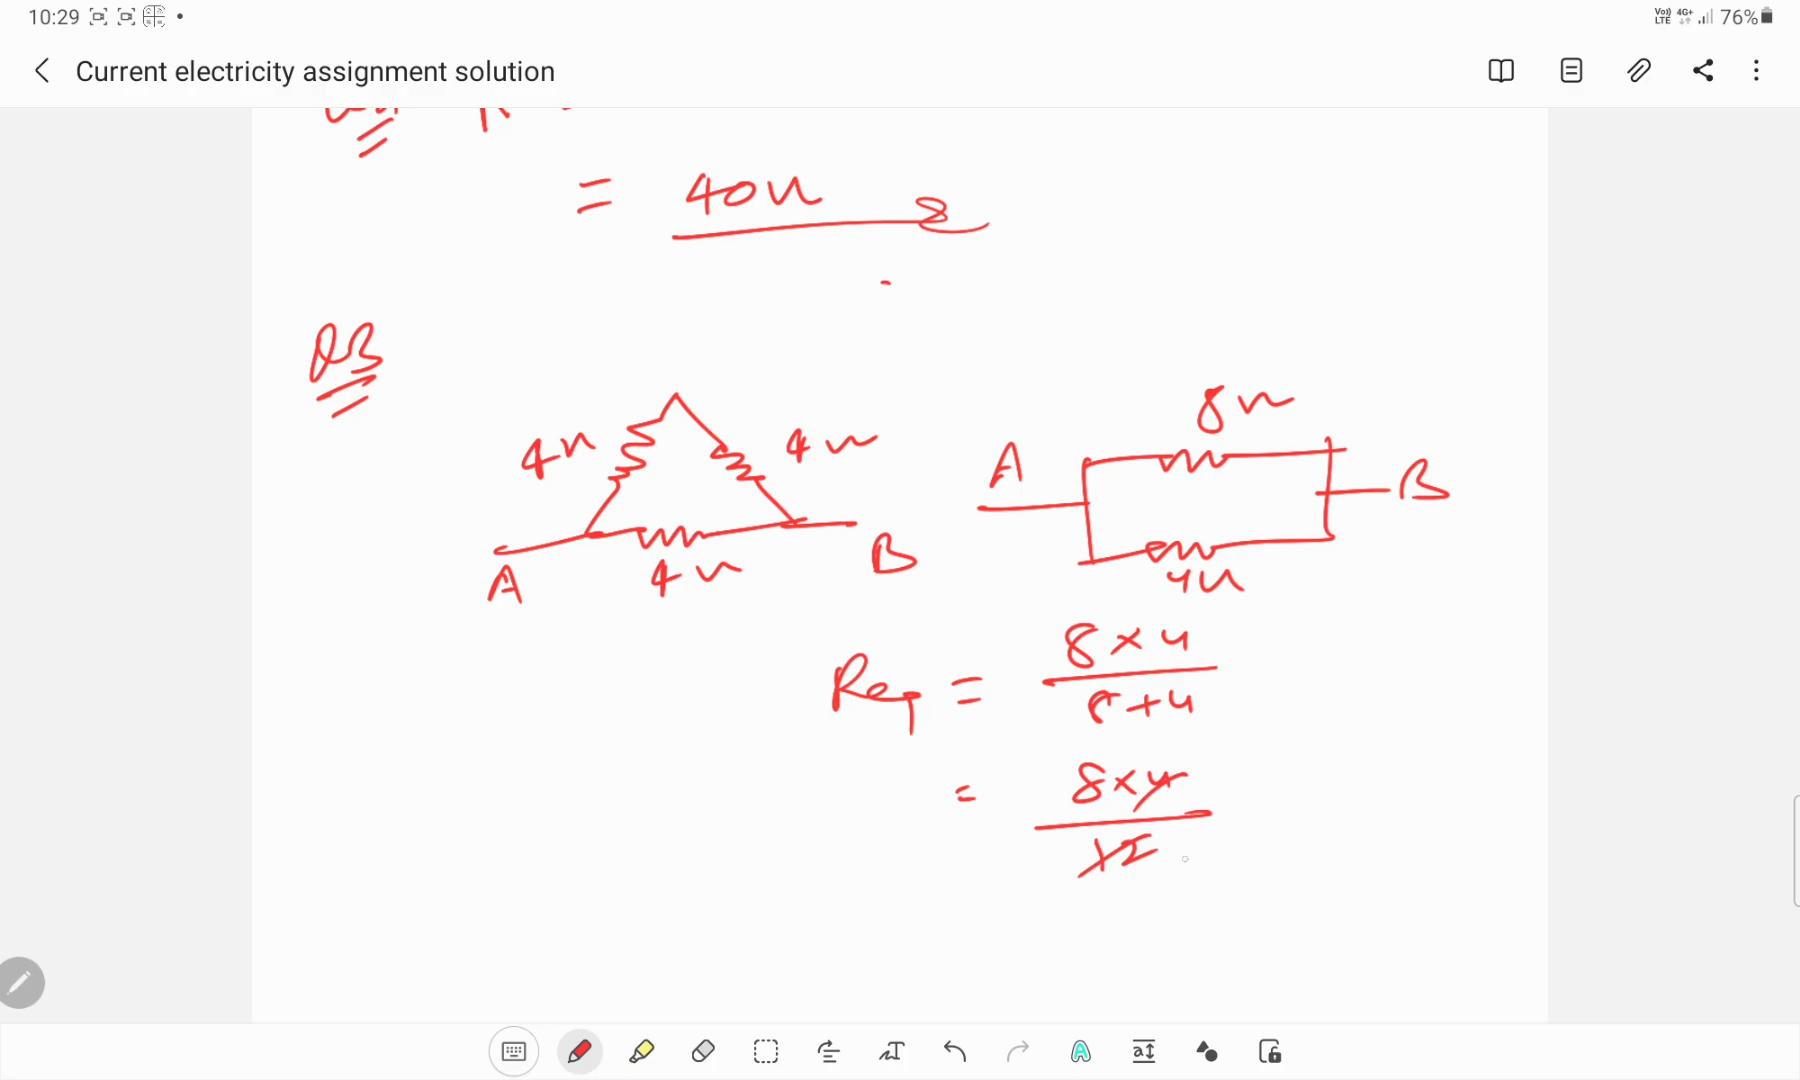 10:29 76%
Current electricity assignment solution
= 40Ω
Q3
4Ω 4Ω
4Ω
A B
8Ω
A B
4Ω
Req = 8 × 4
8 + 4
= 8 × 4
12